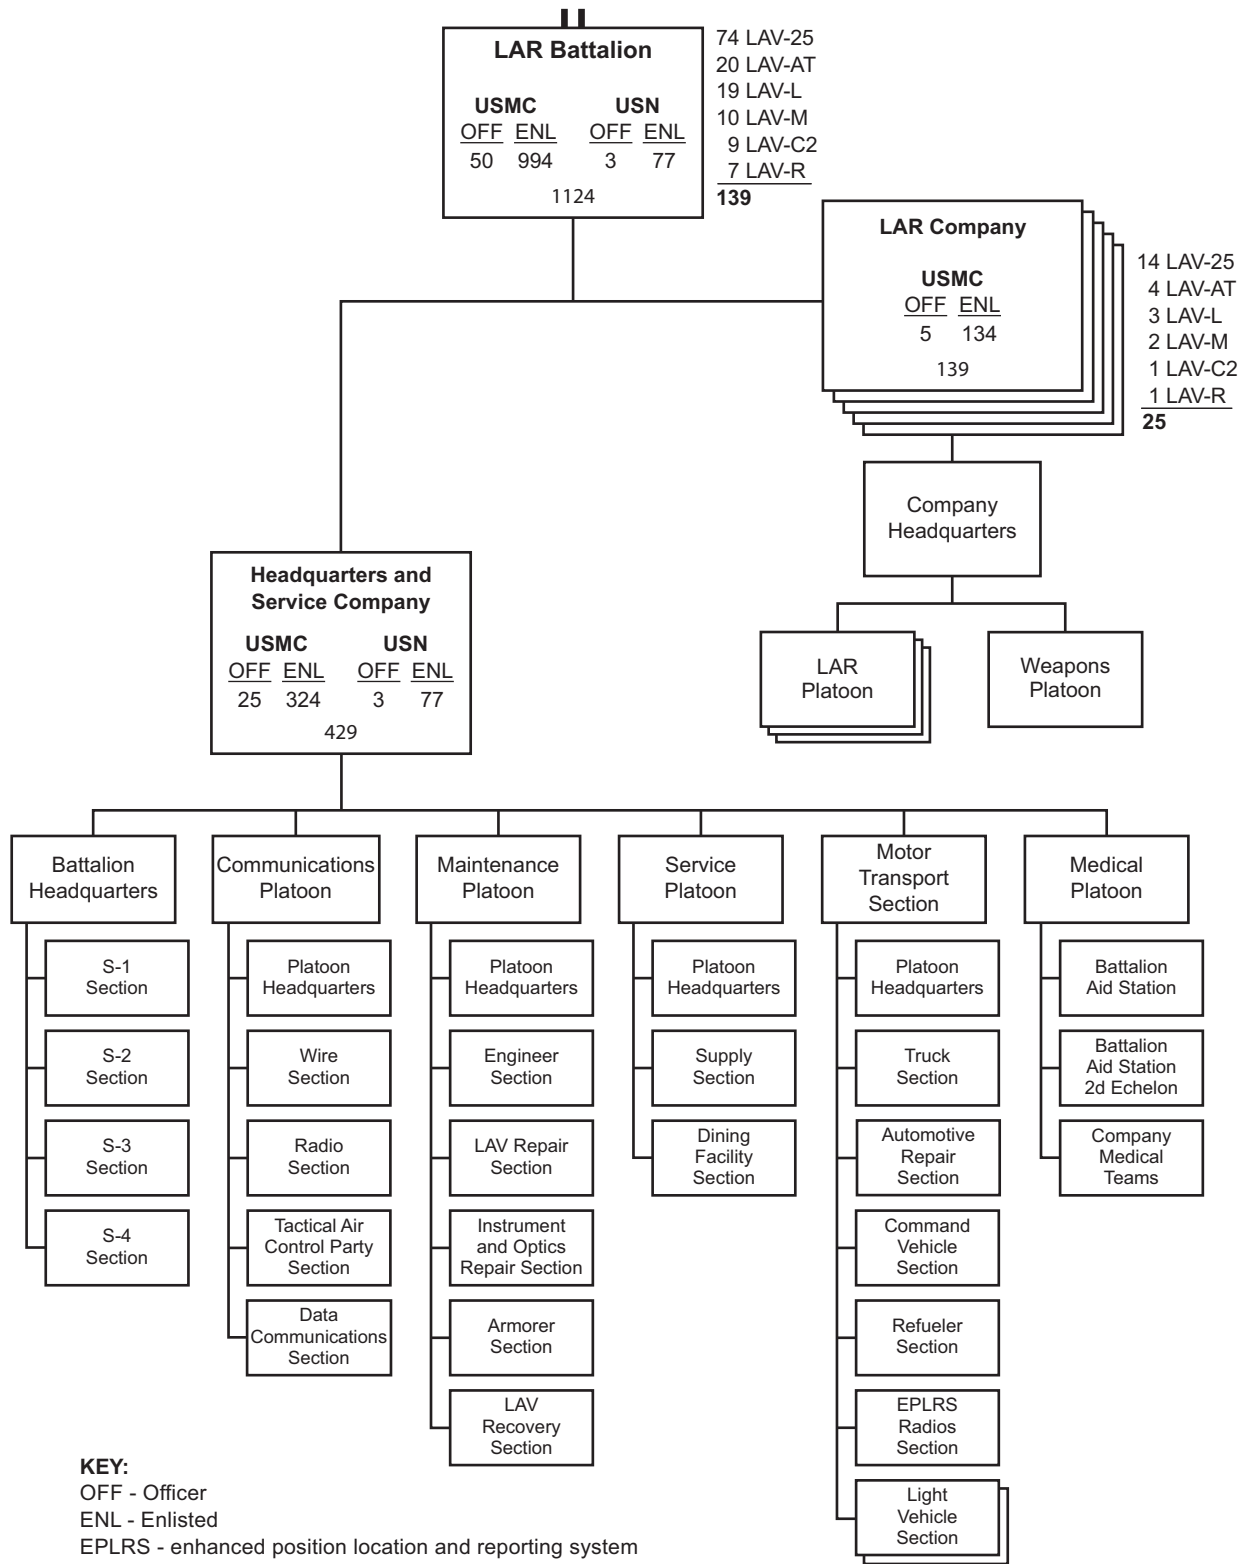 LAR Battalion
USMC USN
OFF ENL OFF ENL
50 994 3 77
1124
74 LAV-25
20 LAV-AT
19 LAV-L
10 LAV-M
9 LAV-C2
7 LAV-R
139
LAR Company
USMC
OFF ENL
5 134
139
14 LAV-25
4 LAV-AT
3 LAV-L
2 LAV-M
1 LAV-C2
1 LAV-R
25
Company
Headquarters
LAR
Platoon
Weapons
Platoon
Headquarters and
Service Company
USMC USN
OFF ENL OFF ENL
25 324 3 77
429
Battalion
Headquarters
S-1
Section
S-2
Section
S-3
Section
S-4
Section
Communications
Platoon
Platoon
Headquarters
Wire
Section
Radio
Section
Tactical Air
Control Party
Section
Data
Communications
Section
Maintenance
Platoon
Platoon
Headquarters
Engineer
Section
LAV Repair
Section
Instrument
and Optics
Repair Section
Armorer
Section
LAV
Recovery
Section
Service
Platoon
Platoon
Headquarters
Supply
Section
Dining
Facility
Section
Motor
Transport
Section
Platoon
Headquarters
Truck
Section
Automotive
Repair
Section
Command
Vehicle
Section
Refueler
Section
EPLRS
Radios
Section
Light
Vehicle
Section
Medical
Platoon
Battalion
Aid Station
Battalion
Aid Station
2d Echelon
Company
Medical
Teams
KEY:
OFF - Officer
ENL - Enlisted
EPLRS - enhanced position location and reporting system